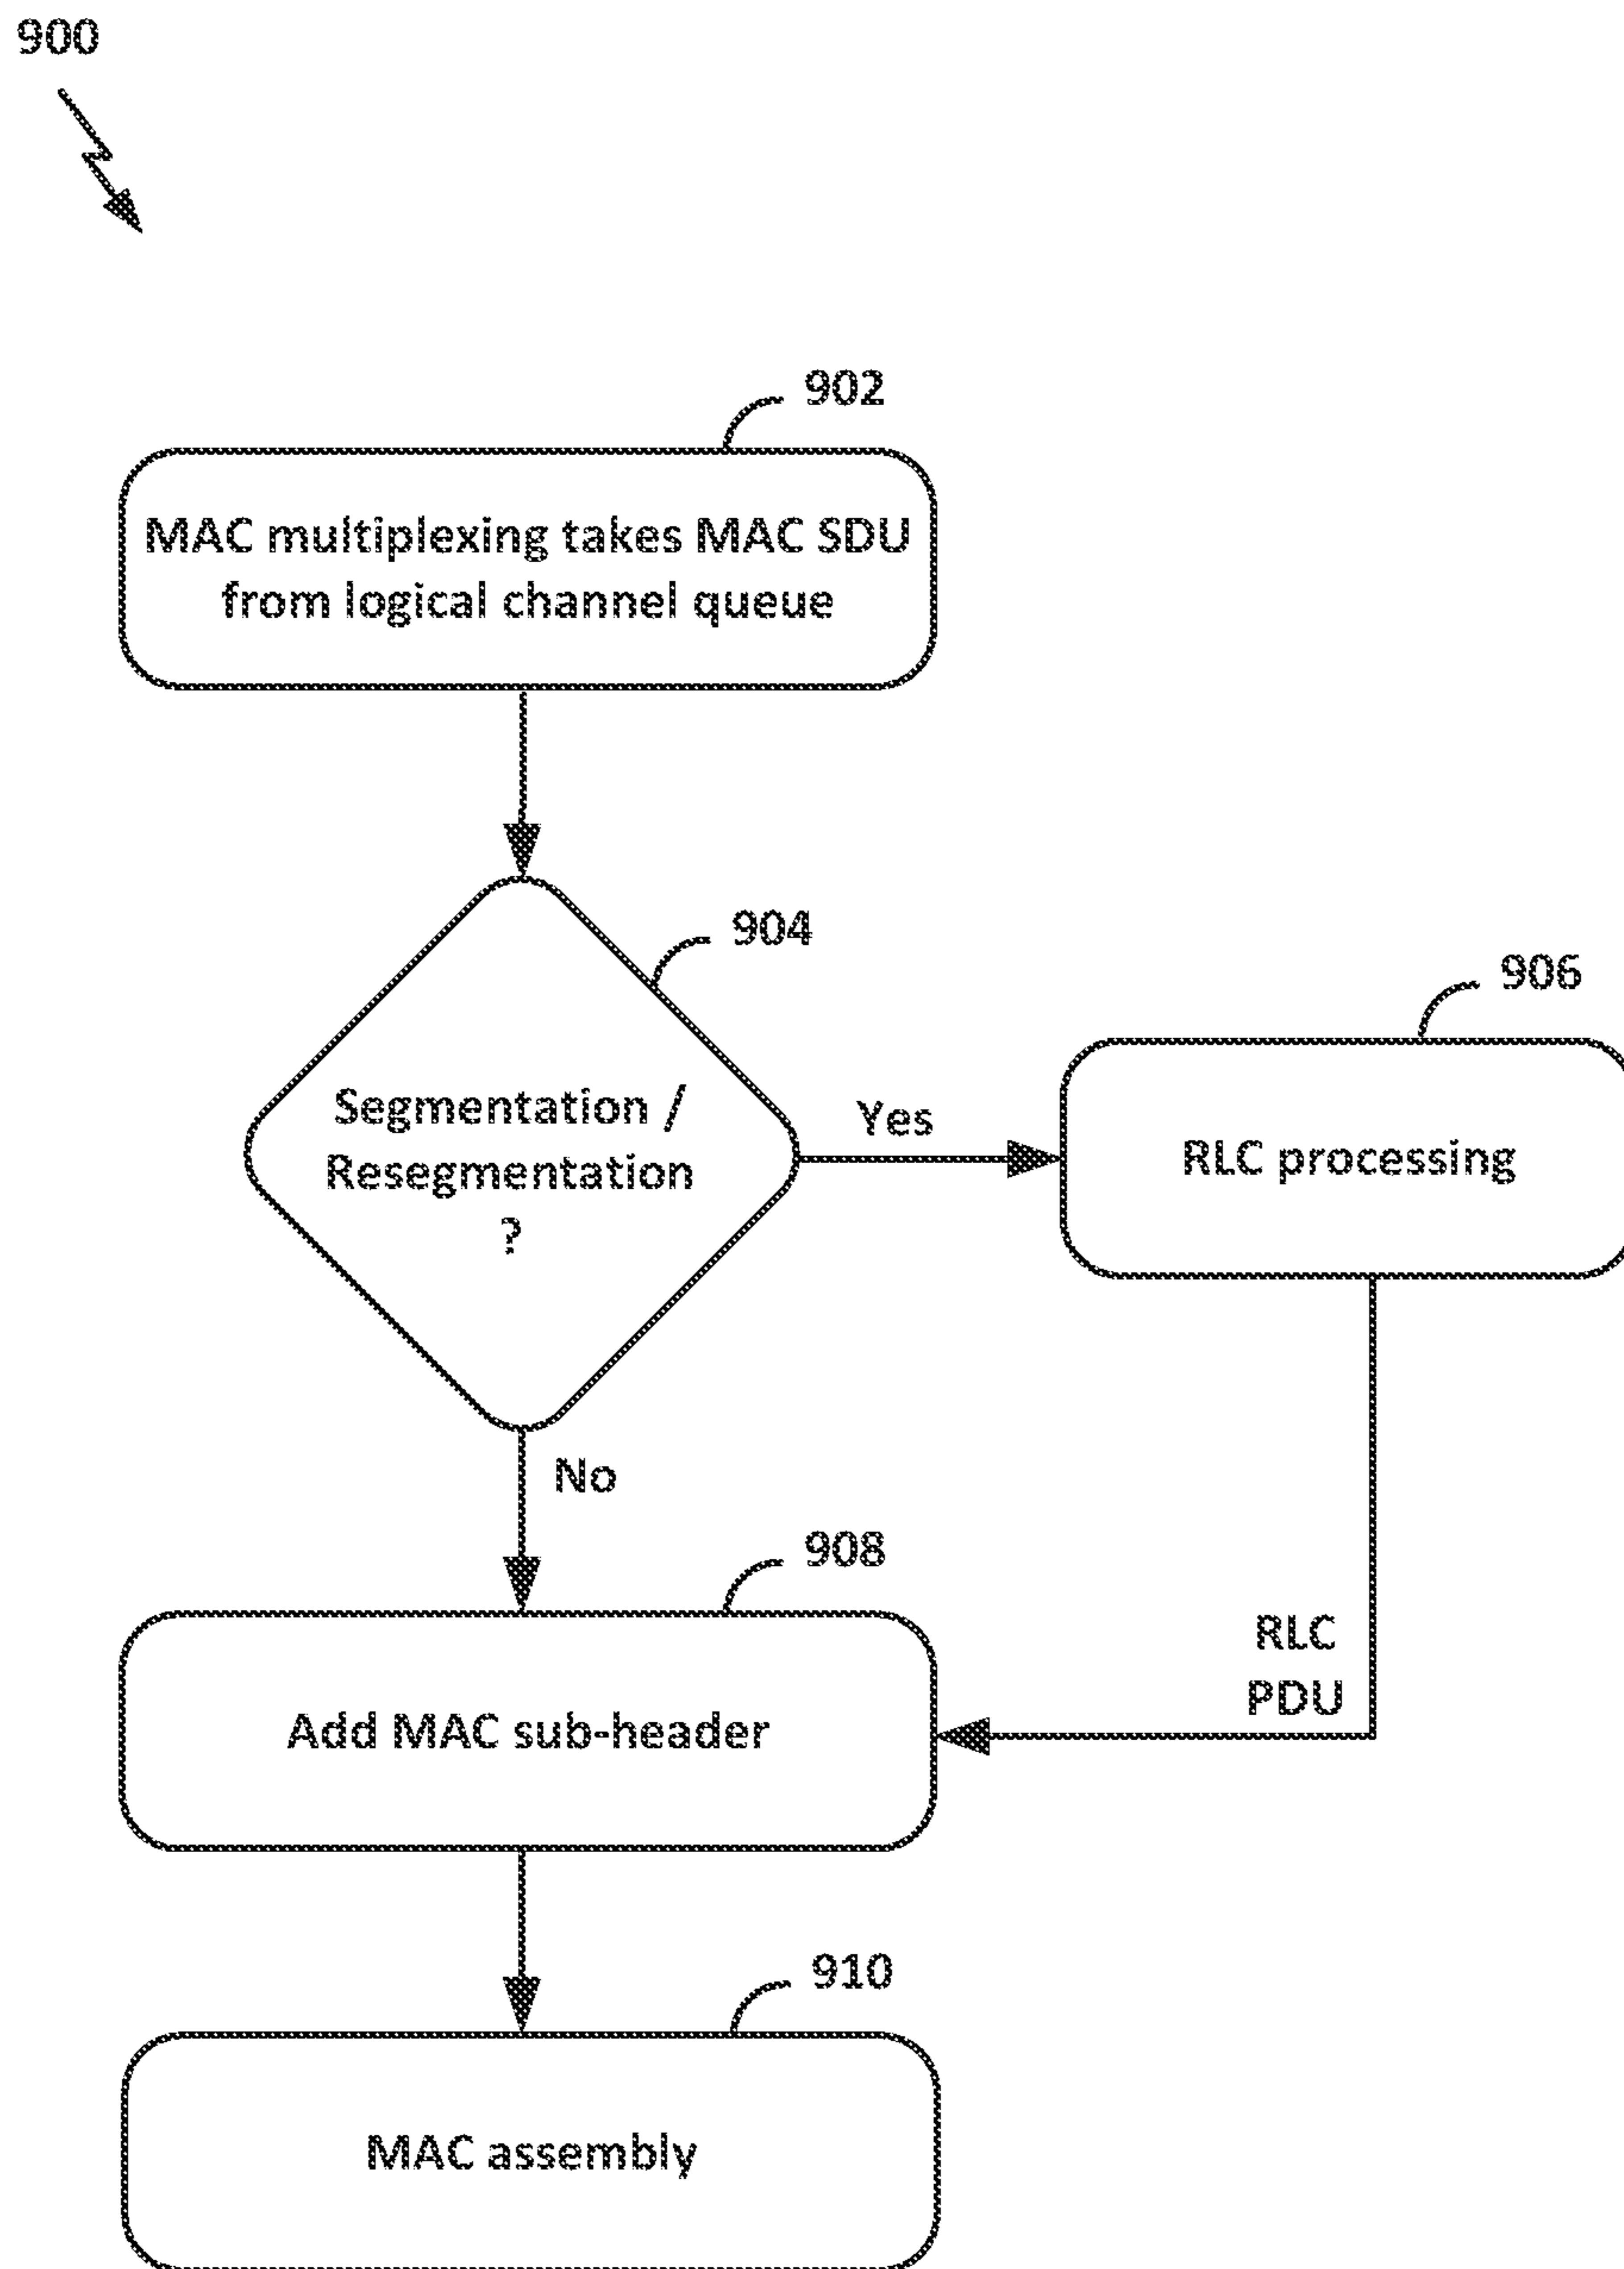 900
902
MAC multiplexing takes MAC SDU
from logical channel queue
904
Segmentation /
Resegmentation
?
Yes
906
RLC processing
No
908
Add MAC sub-header
RLC
PDU
910
MAC assembly